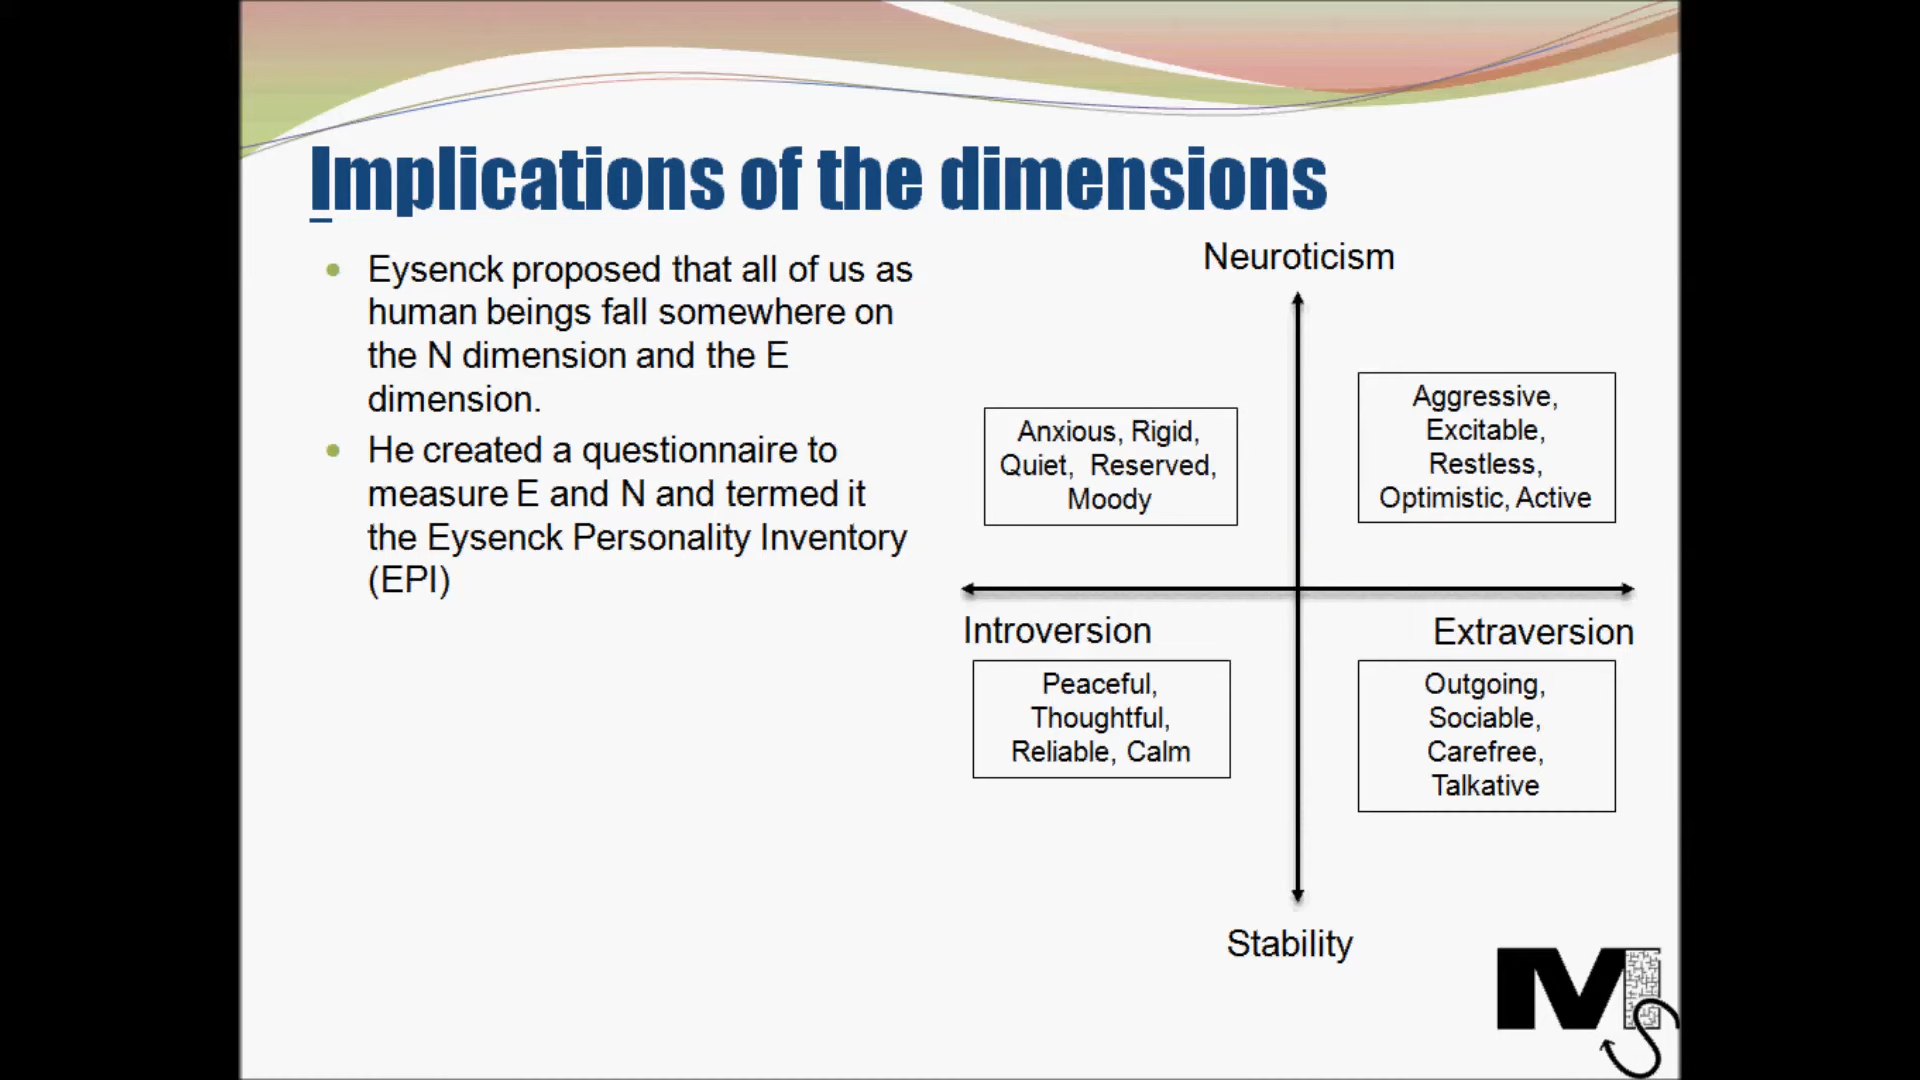 Implications of the dimensions
Eysenck proposed that all of us as
human beings fall somewhere on
the N dimension and the E
dimension.
He created a questionnaire to
measure E and N and termed it
the Eysenck Personality Inventory
(EPI)
Neuroticism
Anxious, Rigid,
Quiet, Reserved,
Moody
Aggressive,
Excitable,
Restless,
Optimistic, Active
Introversion
Extraversion
Peaceful,
Thoughtful,
Reliable, Calm
Outgoing,
Sociable,
Carefree,
Talkative
Stability